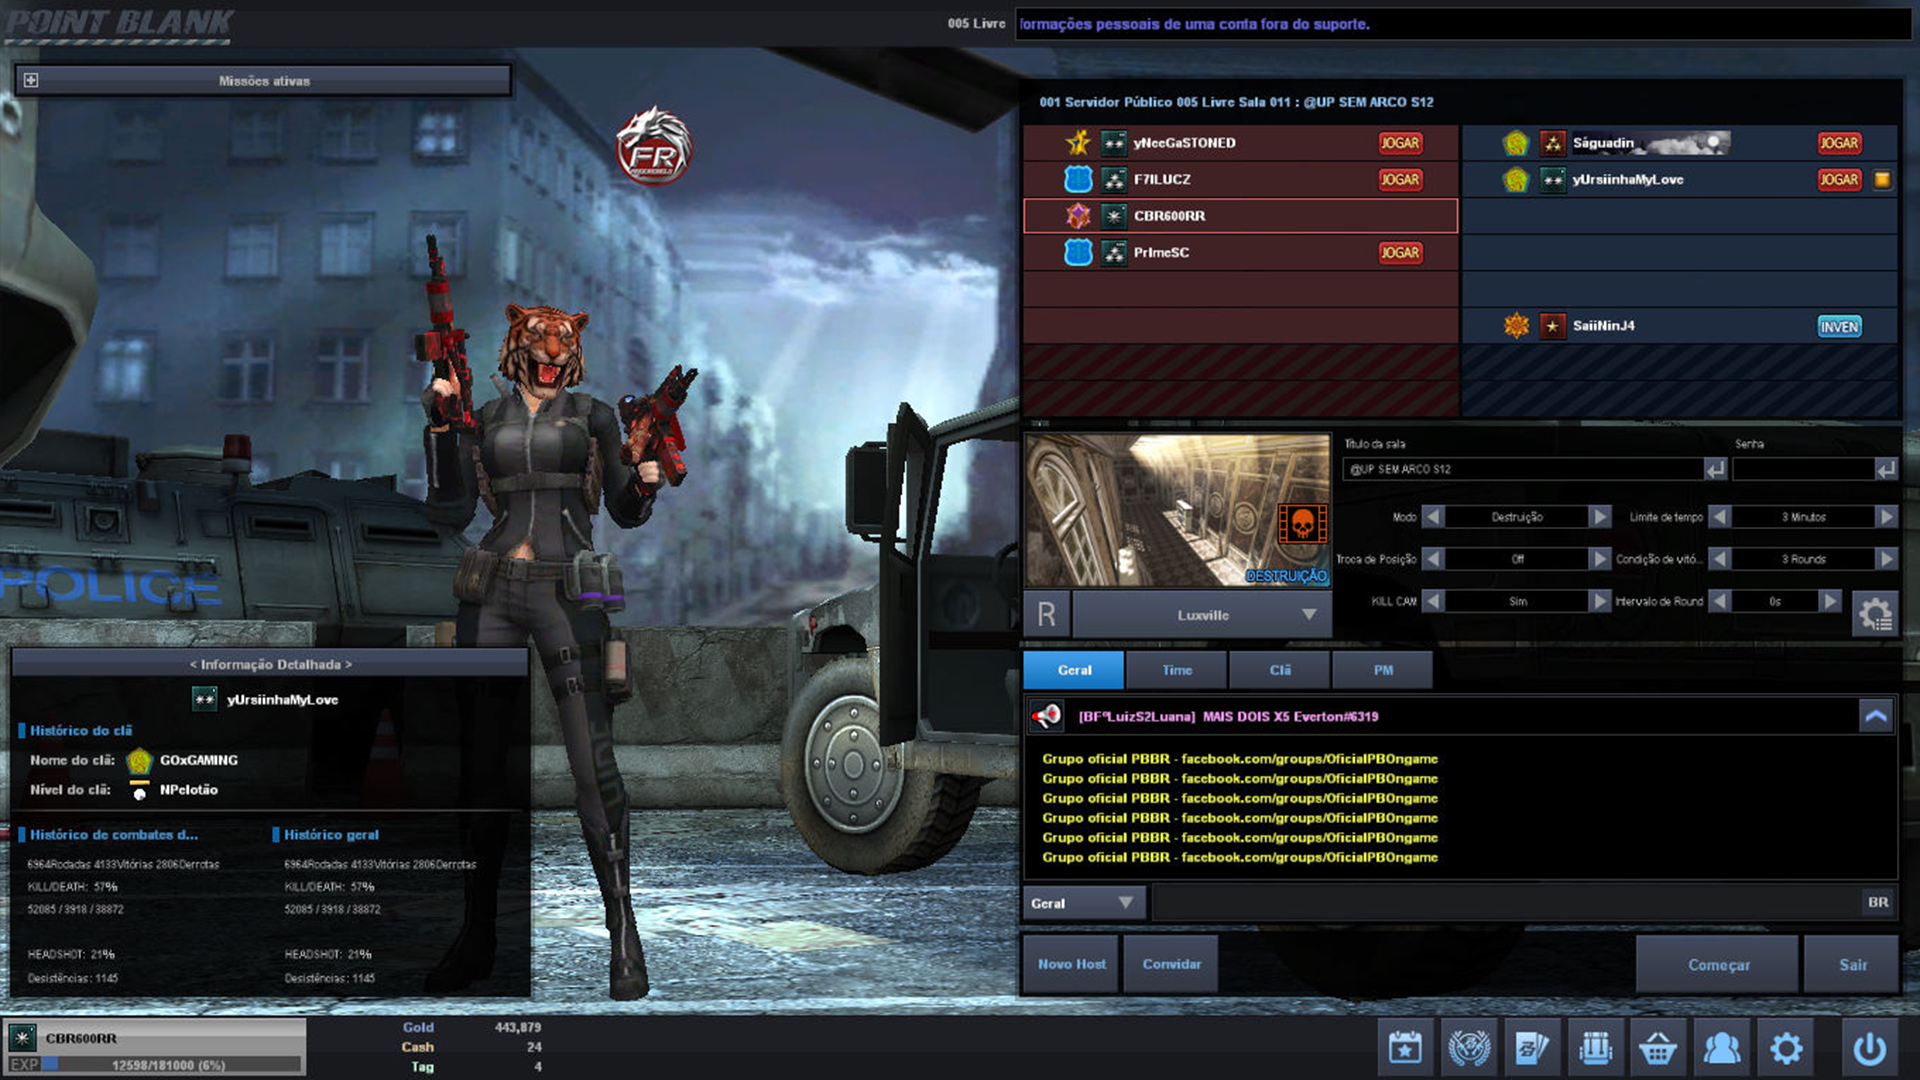 POINT BLANK
005 Livre
formações pessoais de uma conta fora do suporte.
Missões ativas
FR
001 Servidor Público 005 Livre Sala 011 : @UP SEM ARCO S12
yNeeGaSTONED JOGAR
Ságuadin JOGAR
F7ILUCZ JOGAR
yUrsiinhaMyLove JOGAR
CBR600RR
PrImeSC JOGAR
SaiiNinJ4 INVEN
Título da sala
Senha
@UP SEM ARCO S12
Modo Destruição
Limite de tempo 3 Minutos
Troca de Posição Off
Condição de vitó... 3 Rounds
KILL CAM Sim
Intervalo de Round 0s
DESTRUIÇÃO
R Luxville
POLICE
Geral Time Clã PM
[BFªLuizS2Luana] MAIS DOIS X5 Everton#6319
Grupo oficial PBBR - facebook.com/groups/OficialPBOngame
Grupo oficial PBBR - facebook.com/groups/OficialPBOngame
Grupo oficial PBBR - facebook.com/groups/OficialPBOngame
Grupo oficial PBBR - facebook.com/groups/OficialPBOngame
Grupo oficial PBBR - facebook.com/groups/OficialPBOngame
Grupo oficial PBBR - facebook.com/groups/OficialPBOngame
Geral
BR
Novo Host Convidar Começar Sair
< Informação Detalhada >
yUrsiinhaMyLove
Histórico do clã
Nome do clã: GOxGAMING
Nível do clã: NPelotão
Histórico de combates d...
6964Rodadas 4133Vitórias 2806Derrotas
KILL/DEATH: 57%
52085 / 3918 / 38872
HEADSHOT: 21%
Desistências: 1145
Histórico geral
6964Rodadas 4133Vitórias 2806Derrotas
KILL/DEATH: 57%
52085 / 3918 / 38872
HEADSHOT: 21%
Desistências: 1145
CBR600RR
EXP 12598/181000 (6%)
Gold 443,879
Cash 24
Tag 4